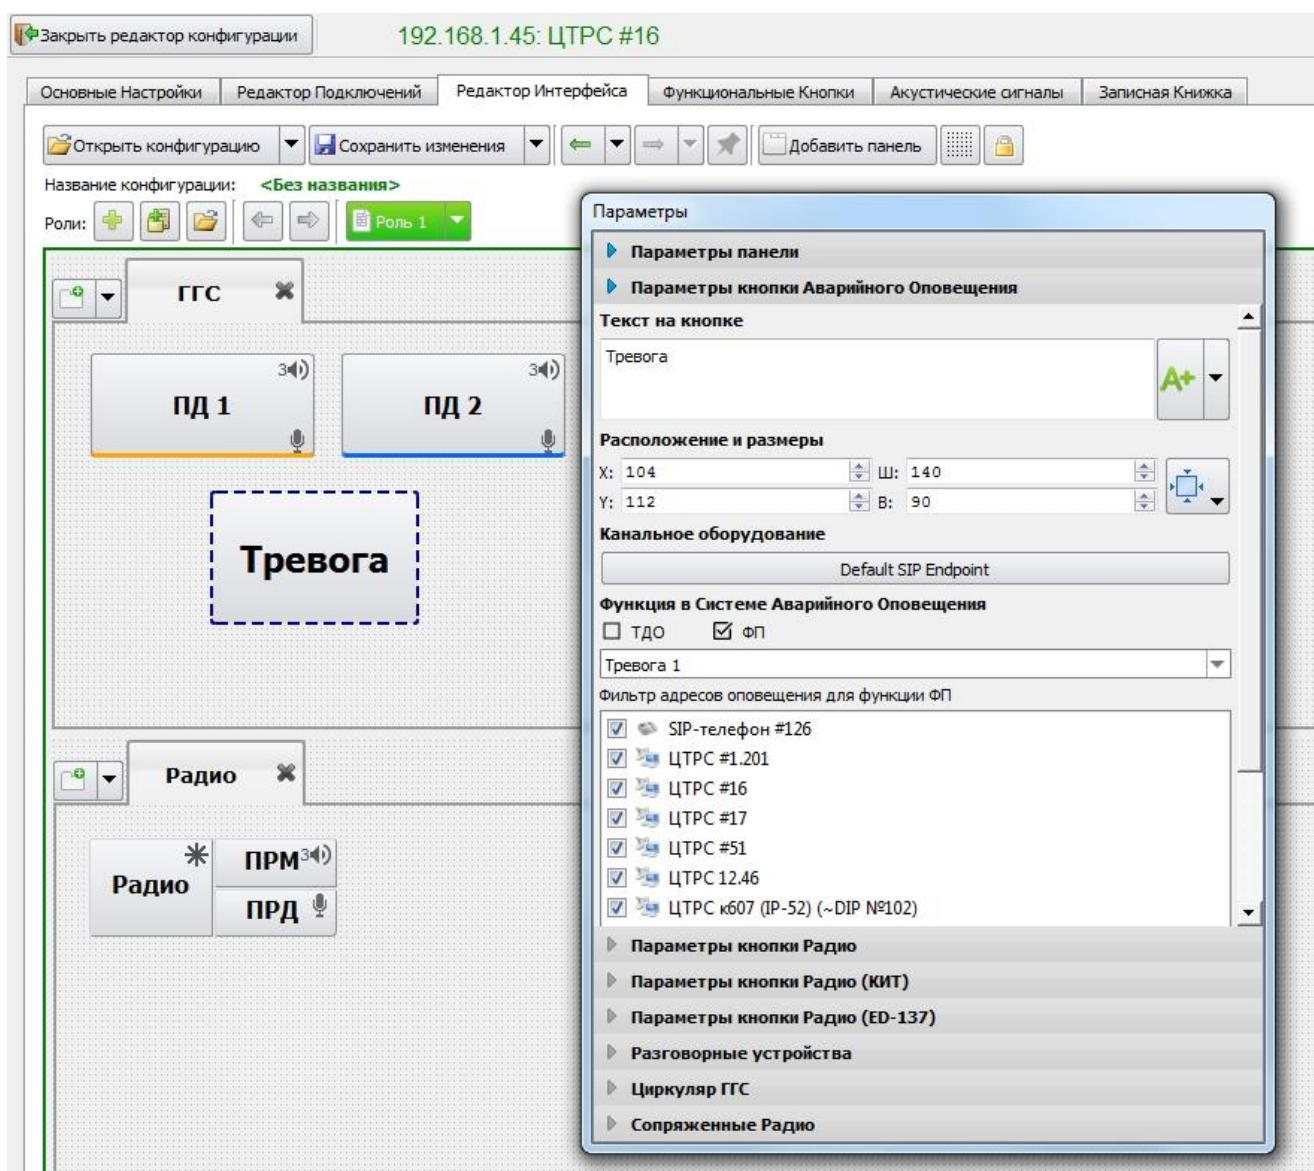 Закрыть редактор конфигурации
192.168.1.45: ЦТРС #16
Основные Настройки
Редактор Подключений
Редактор Интерфейса
Функциональные Кнопки
Акустические сигналы
Записная Книжка
Открыть конфигурацию
Сохранить изменения
Добавить панель
Название конфигурации: <Без названия>
Роли:
Роль 1
ГГС
3
ПД 1
3
ПД 2
Тревога
Радио
Радио
ПРМ 3
ПРД
Параметры
Параметры панели
Параметры кнопки Аварийного Оповещения
Текст на кнопке
Тревога
A+
Расположение и размеры
X: 104 Ш: 140
Y: 112 В: 90
Канальное оборудование
Default SIP Endpoint
Функция в Системе Аварийного Оповещения
ТДО ФП
Тревога 1
Фильтр адресов оповещения для функции ФП
SIP-телефон #126
ЦТРС #1.201
ЦТРС #16
ЦТРС #17
ЦТРС #51
ЦТРС 12.46
ЦТРС к607 (IP-52) (~DIP №102)
Параметры кнопки Радио
Параметры кнопки Радио (КИТ)
Параметры кнопки Радио (ED-137)
Разговорные устройства
Циркуляр ГГС
Сопряженные Радио